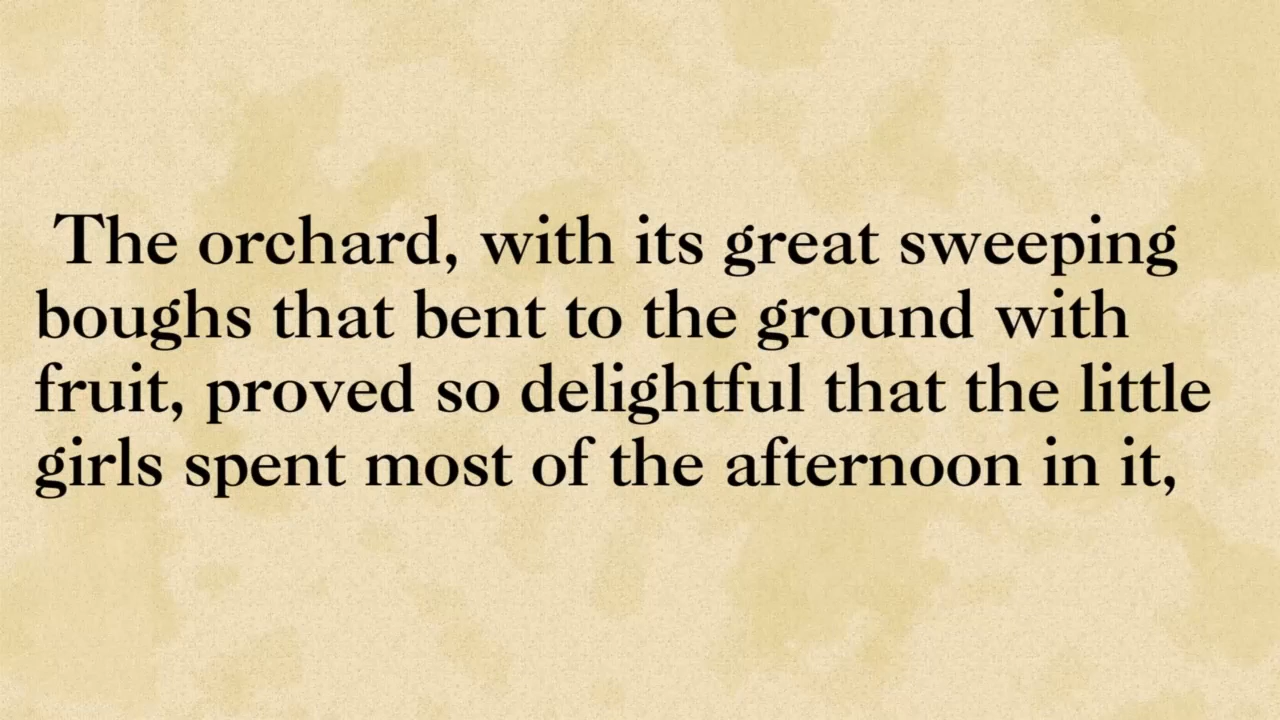 The orchard, with its great sweeping
boughs that bent to the ground with
fruit, proved so delightful that the little
girls spent most of the afternoon in it,